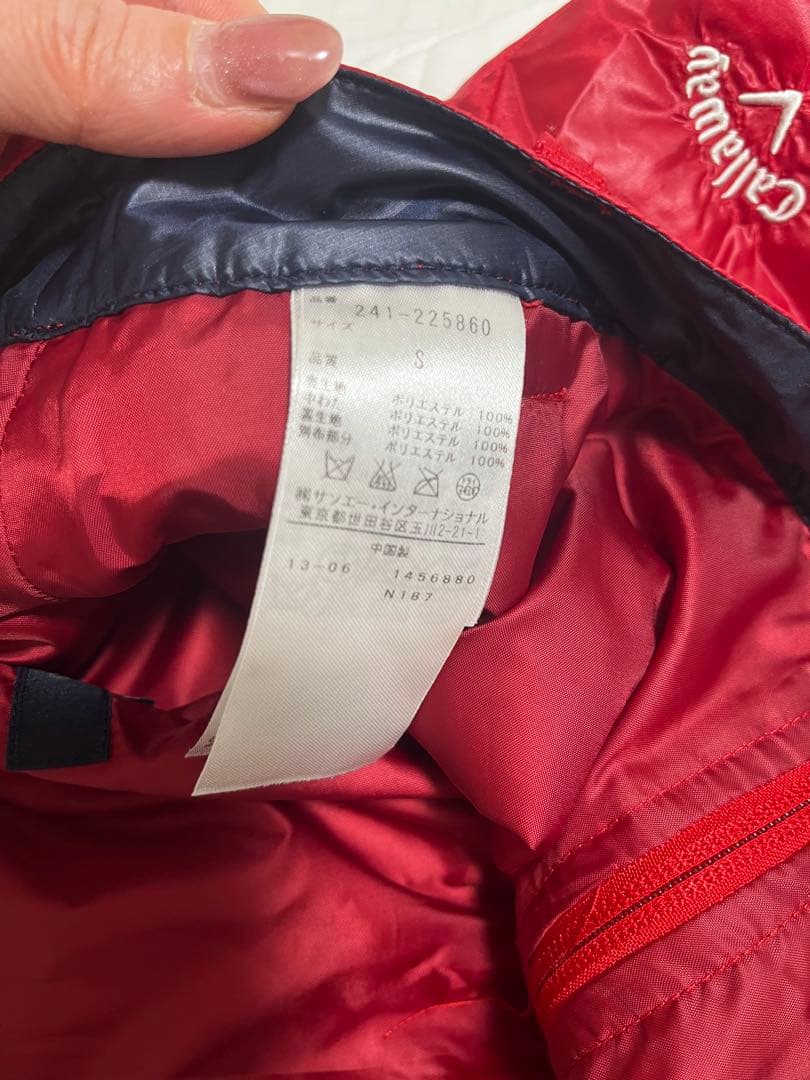 Callaway
品番 241-225860
サイズ S
品質
表生地 ポリエステル 100%
中わた ポリエステル 100%
裏生地 ポリエステル 100%
別布部分 ポリエステル 100%
㈱サンエー・インターナショナル
東京都世田谷区玉川2-21-1
中国製
13-06 1456880
N187